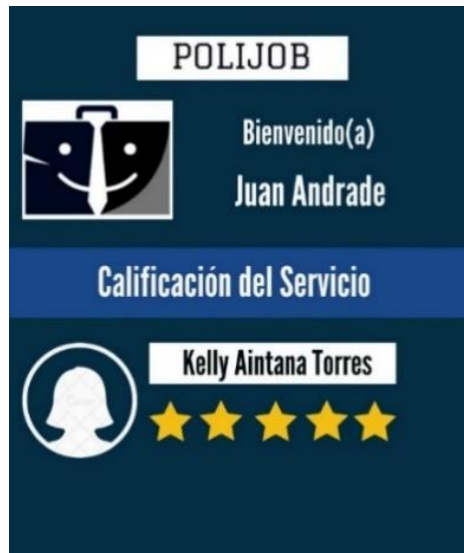 POLIJOB
Bienvenido(a)
Juan Andrade
Calificación del Servicio
Kelly Aintana Torres